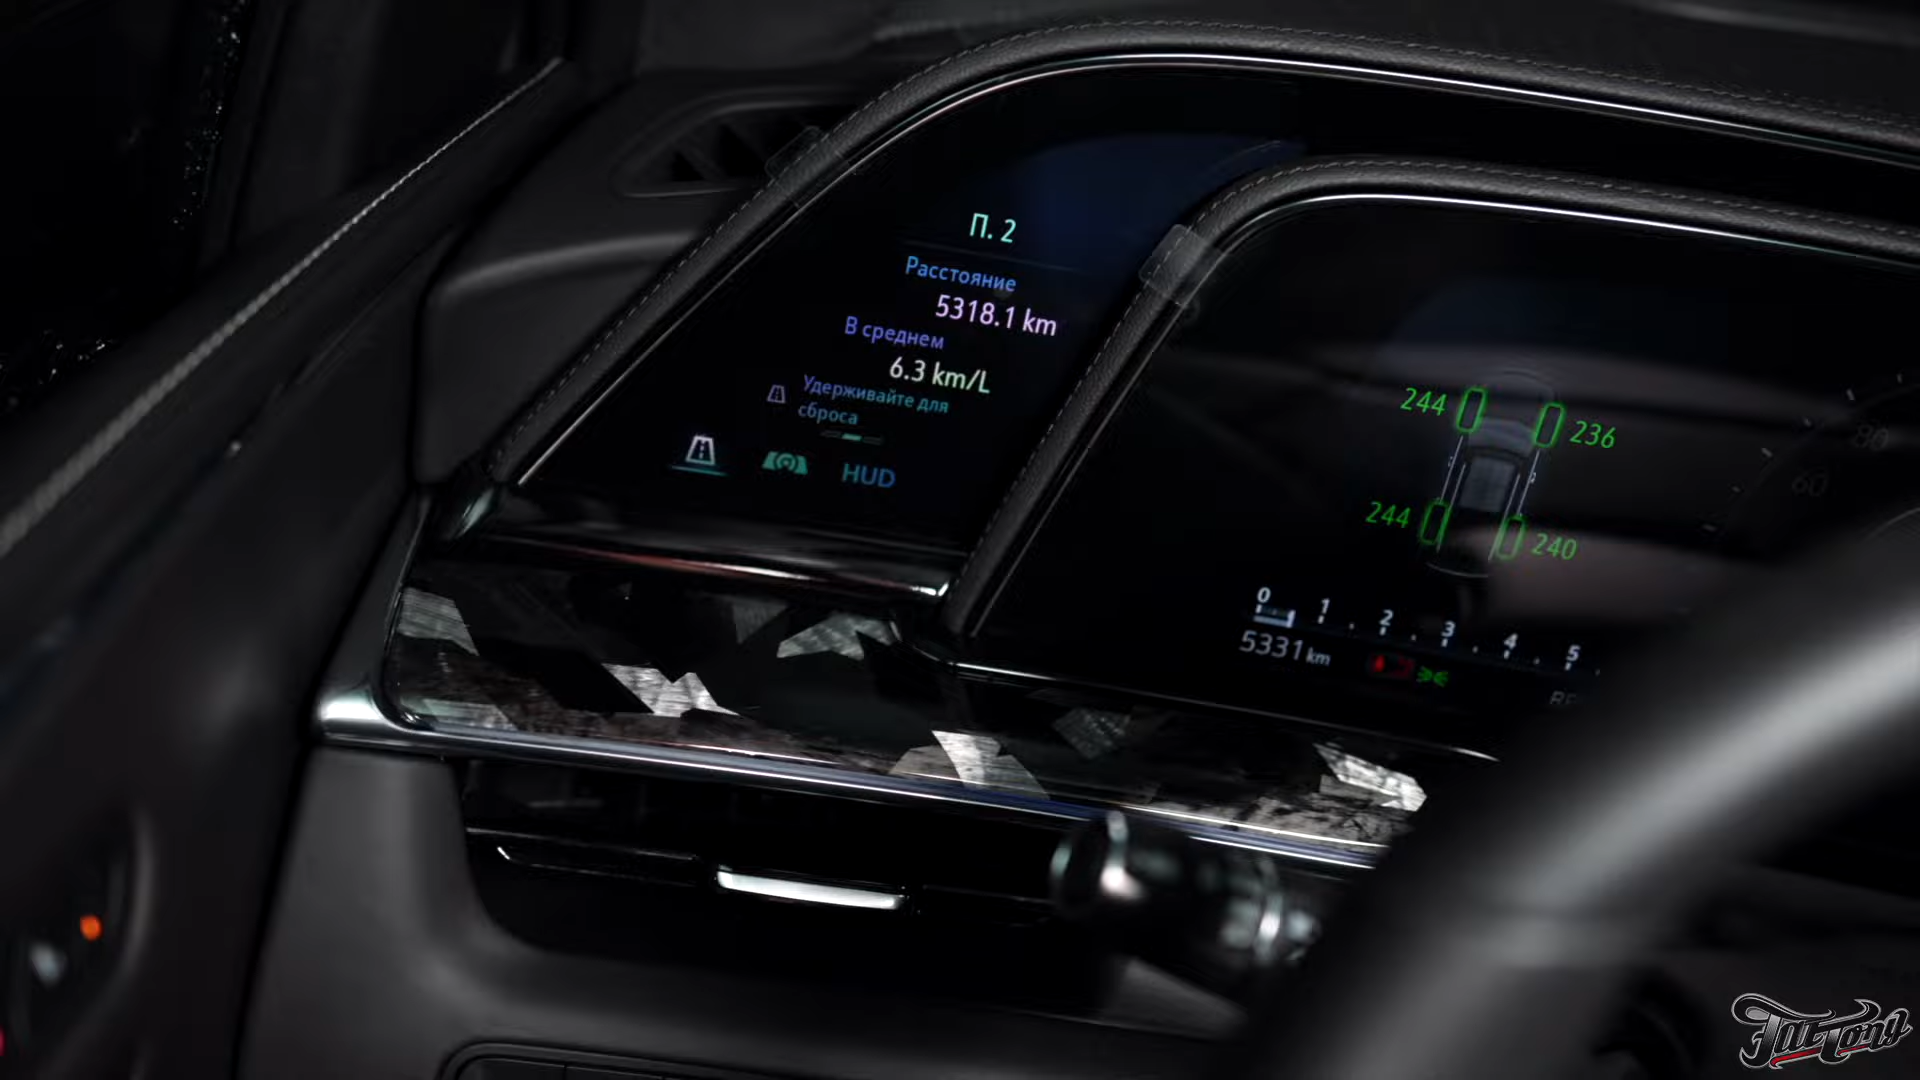 П. 2
Расстояние
5318.1 km
В среднем
6.3 km/L
Удерживайте для
сброса
HUD
244
236
244
240
80
60
0 1 2 3 4 5
5331 km